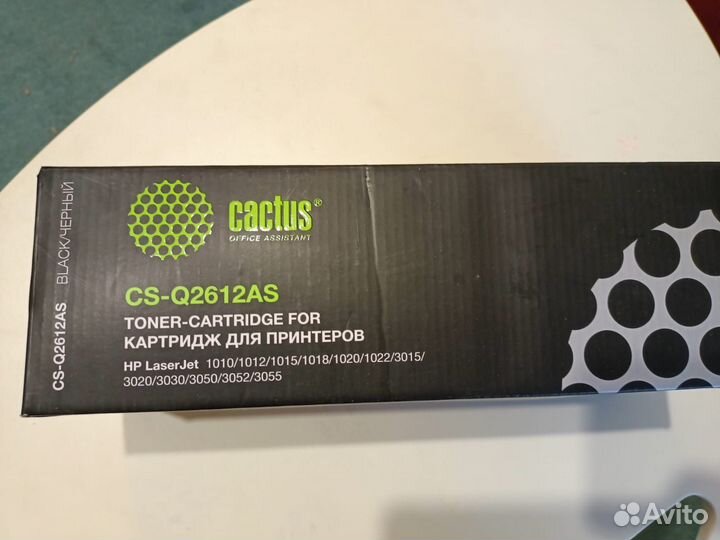 CS-Q2612AS BLACK/ЧЕРНЫЙ
cactus®
OFFICE ASSISTANT
CS-Q2612AS
TONER-CARTRIDGE FOR
КАРТРИДЖ ДЛЯ ПРИНТЕРОВ
HP LaserJet 1010/1012/1015/1018/1020/1022/3015/
3020/3030/3050/3052/3055
Avito